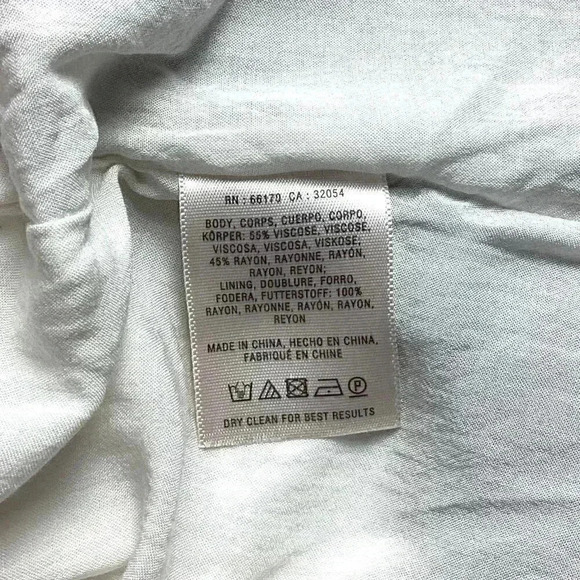 RN : 66170 CA : 32054
BODY, CORPS, CUERPO, CORPO,
KÖRPER: 55% VISCOSE, VISCOSE,
VISCOSA, VISCOSA, VISKOSE;
45% RAYON, RAYONNE, RAYÓN,
RAYON, REYON;
LINING, DOUBLURE, FORRO,
FODERA, FUTTERSTOFF: 100%
RAYON, RAYONNE, RAYÓN, RAYON,
REYON
MADE IN CHINA, HECHO EN CHINA,
FABRIQUÉ EN CHINE
DRY CLEAN FOR BEST RESULTS